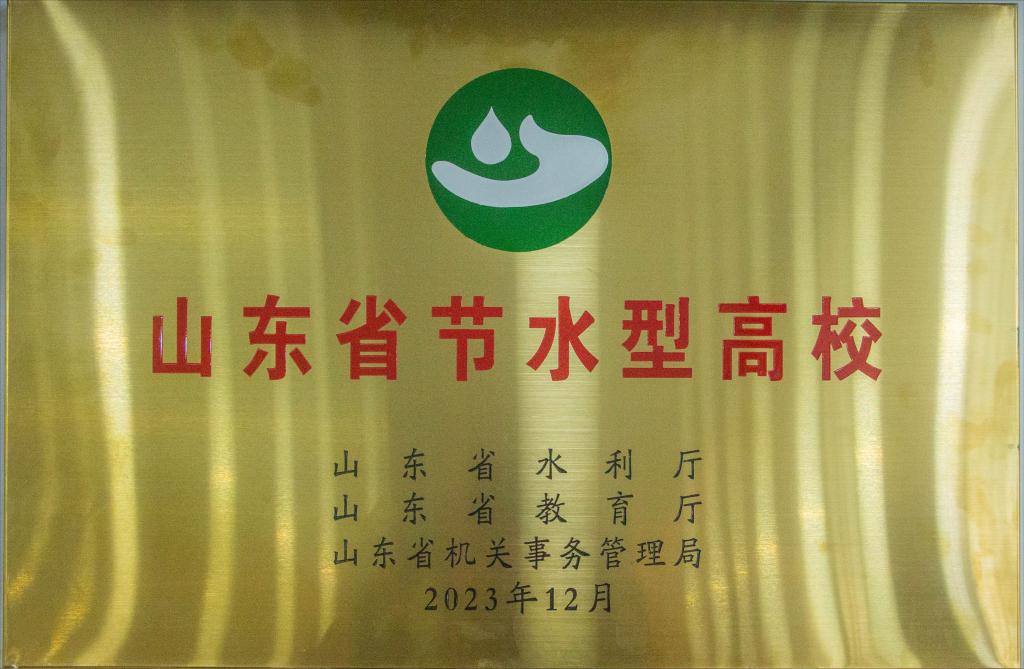 山东省节水型高校
山东省水利厅
山东省教育厅
山东省机关事务管理局
2023年12月